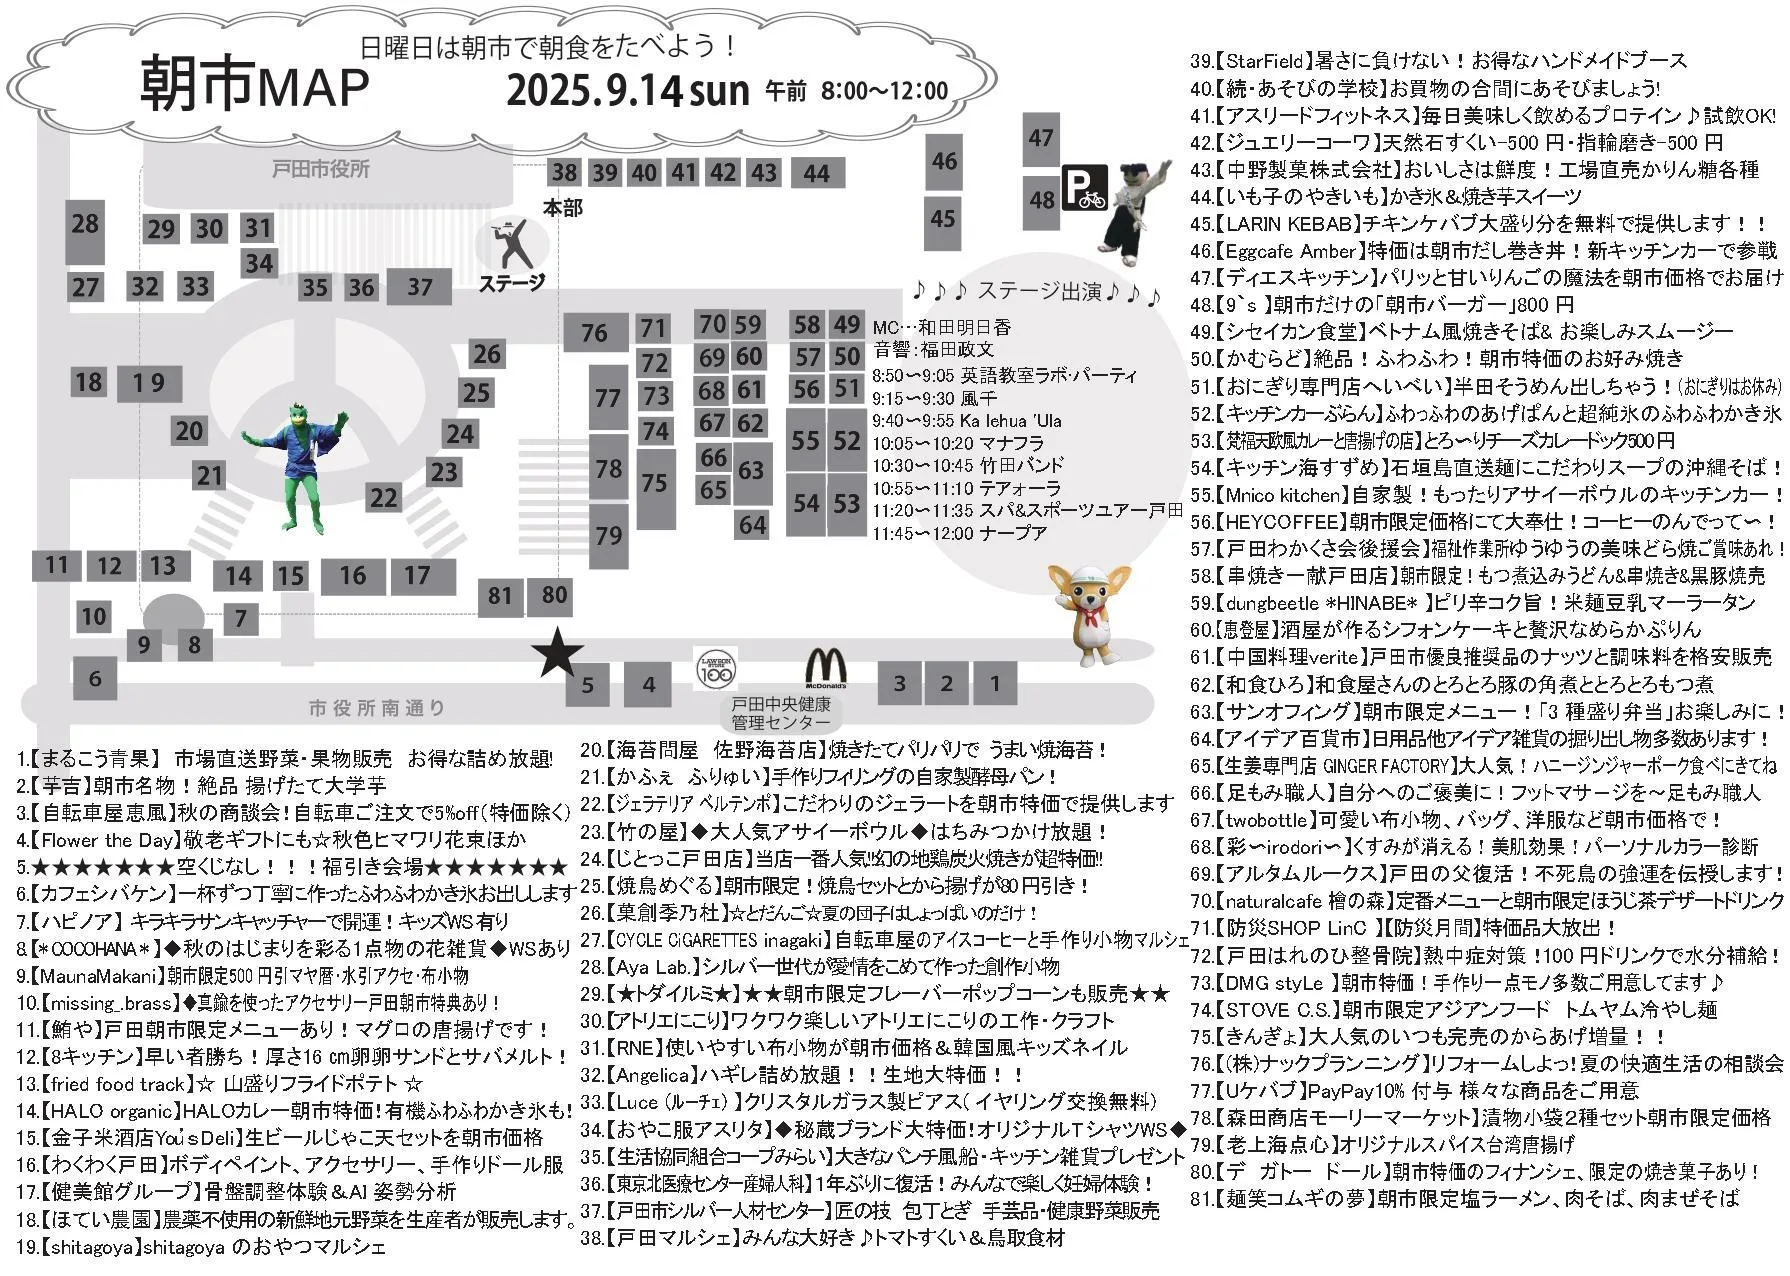 日曜日は朝市で朝食をたべよう！
朝市MAP
2025.9.14 sun 午前 8:00～12:00
戸田市役所
38 39 40 41 42 43 44
本部
46
47
45
48
P
28
29 30 31
34
27 32 33
35 36 37
ステージ
18 19
20
21
22
23
24
25
26
76 71 70 59 58 49
72 69 60 57 50
77 73 68 61 56 51
74 67 62
78 75 66 63 55 52
65
79 64 54 53
♪♪♪ ステージ出演♪♪♪
MC…和田明日香
音響：福田政文
8:50～9:05 英語教室ラボ・パーティ
9:15～9:30 風千
9:40～9:55 Ka lehua 'Ula
10:05～10:20 マナフラ
10:30～10:45 竹田バンド
10:55～11:10 テアォーラ
11:20～11:35 スパ&スポーツユアー戸田
11:45～12:00 ナープア
11 12 13
14 15 16 17
81 80
10
7
9 8
6
★
5 4
LAWSON
STORE
100
McDonald's
3 2 1
市役所南通り
戸田中央健康
管理センター
1.【まるこう青果】 市場直送野菜・果物販売 お得な詰め放題!
2.【芋吉】朝市名物！絶品 揚げたて大学芋
3.【自転車屋恵風】秋の商談会！自転車ご注文で5%off（特価除く）
4.【Flower the Day】敬老ギフトにも☆秋色ヒマワリ花束ほか
5.★★★★★★★空くじなし！！！福引き会場★★★★★★★
6.【カフェシバケン】一杯ずつ丁寧に作ったふわふわかき氷お出しします
7.【ハピノア】 キラキラサンキャッチャーで開運！キッズWS有り
8.【*COCOHANA*】◆秋のはじまりを彩る1点物の花雑貨◆WSあり
9.【MaunaMakani】朝市限定500円引マヤ暦・水引アクセ・布小物
10.【missing_brass】◆真鍮を使ったアクセサリー戸田朝市特典あり！
11.【鮪や】戸田朝市限定メニューあり！マグロの唐揚げです！
12.【8キッチン】早い者勝ち！厚さ16 ㎝卵卵サンドとサバメルト！
13.【fried food track】☆ 山盛りフライドポテト ☆
14.【HALO organic】HALOカレー朝市特価！有機ふわふわかき氷も！
15.【金子米酒店You's Deli】生ビールじゃこ天セットを朝市価格
16.【わくわく戸田】ボディペイント、アクセサリー、手作りドール服
17.【健美館グループ】骨盤調整体験＆AI 姿勢分析
18.【ほてい農園】農薬不使用の新鮮地元野菜を生産者が販売します。
19.【shitagoya】shitagoya のおやつマルシェ
20.【海苔問屋 佐野海苔店】焼きたてパリパリで うまい焼海苔！
21.【かふぇ ふりゅい】手作りフィリングの自家製酵母パン！
22.【ジェラテリア ベルテンポ】こだわりのジェラートを朝市特価で提供します
23.【竹の屋】◆大人気アサイーボウル◆はちみつかけ放題！
24.【じとっこ戸田店】当店一番人気!!幻の地鶏炭火焼きが超特価!!
25.【焼鳥めぐる】朝市限定！焼鳥セットとから揚げが80円引き！
26.【菓創季乃杜】☆とだんご☆夏の団子はしょっぱいのだけ！
27.【CYCLE CiGARETTES inagaki】自転車屋のアイスコーヒーと手作り小物マルシェ
28.【Aya Lab.】シルバー世代が愛情をこめて作った創作小物
29.【★トダイルミ★】★★朝市限定フレーバーポップコーンも販売★★
30.【アトリエにこり】ワクワク楽しいアトリエにこりの工作・クラフト
31.【RNE】使いやすい布小物が朝市価格＆韓国風キッズネイル
32.【Angelica】ハギレ詰め放題！！生地大特価！！
33.【Luce（ルーチェ）】クリスタルガラス製ピアス（イヤリング交換無料）
34.【おやこ服アスリタ】◆秘蔵ブランド大特価！オリジナルTシャツWS◆
35.【生活協同組合コープみらい】大きなパンチ風船・キッチン雑貨プレゼント
36.【東京北医療センター産婦人科】1年ぶりに復活！みんなで楽しく妊婦体験！
37.【戸田市シルバー人材センター】匠の技 包丁とぎ 手芸品・健康野菜販売
38.【戸田マルシェ】みんな大好き♪トマトすくい＆鳥取食材
39.【StarField】暑さに負けない！お得なハンドメイドブース
40.【続・あそびの学校】お買物の合間にあそびましょう!
41.【アスリードフィットネス】毎日美味しく飲めるプロテイン♪試飲OK!
42.【ジュエリーコーワ】天然石すくい-500 円・指輪磨き-500 円
43.【中野製菓株式会社】おいしさは鮮度！工場直売かりん糖各種
44.【いも子のやきいも】かき氷＆焼き芋スイーツ
45.【LARIN KEBAB】チキンケバブ大盛り分を無料で提供します！！
46.【Eggcafe Amber】特価は朝市だし巻き丼！新キッチンカーで参戦
47.【ディエスキッチン】パリッと甘いりんごの魔法を朝市価格でお届け
48.【9`s 】朝市だけの「朝市バーガー」800 円
49.【シセイカン食堂】ベトナム風焼きそば& お楽しみスムージー
50.【かむらど】絶品！ふわふわ！朝市特価のお好み焼き
51.【おにぎり専門店へいべい】半田そうめん出しちゃう！（おにぎりはお休み）
52.【キッチンカーぶらん】ふわっふわのあげぱんと超純氷のふわふわかき氷
53.【梵福天欧風カレーと唐揚げの店】とろ～りチーズカレードック500円
54.【キッチン海すずめ】石垣島直送麺にこだわりスープの沖縄そば！
55.【Mnico kitchen】自家製！もったりアサイーボウルのキッチンカー！
56.【HEYCOFFEE】朝市限定価格にて大奉仕！コーヒーのんでって～！
57.【戸田わかくさ会後援会】福祉作業所ゆうゆうの美味どら焼ご賞味あれ！
58.【串焼き一献戸田店】朝市限定！もつ煮込みうどん&串焼き&黒豚焼売
59.【dungbeetle *HINABE* 】ピリ辛コク旨！米麺豆乳マーラータン
60.【恵登屋】酒屋が作るシフォンケーキと贅沢なめらかぷりん
61.【中国料理verite】戸田市優良推奨品のナッツと調味料を格安販売
62.【和食ひろ】和食屋さんのとろとろ豚の角煮ととろとろもつ煮
63.【サンオフィング】朝市限定メニュー！「3 種盛り弁当」お楽しみに！
64.【アイデア百貨市】日用品他アイデア雑貨の掘り出し物多数あります！
65.【生姜専門店 GINGER FACTORY】大人気！ハニージンジャーポーク食べにきてね
66.【足もみ職人】自分へのご褒美に！フットマサージを～足もみ職人
67.【twobottle】可愛い布小物、バッグ、洋服など朝市価格で！
68.【彩～irodori～】くすみが消える！美肌効果！パーソナルカラー診断
69.【アルタムルークス】戸田の父復活！不死鳥の強運を伝授します！
70.【naturalcafe 檜の森】定番メニューと朝市限定ほうじ茶デザートドリンク
71.【防災SHOP LinC 】【防災月間】特価品大放出！
72.【戸田はれのひ整骨院】熱中症対策！100 円ドリンクで水分補給！
73.【DMG styLe 】朝市特価！手作り一点モノ多数ご用意してます♪
74.【STOVE C.S.】朝市限定アジアンフード トムヤム冷やし麺
75.【きんぎょ】大人気のいつも完売のからあげ増量！！
76.【（株）ナックプランニング】リフォームしよっ！夏の快適生活の相談会
77.【Uケバブ】PayPay10% 付与 様々な商品をご用意
78.【森田商店モーリーマーケット】漬物小袋2種セット朝市限定価格
79.【老上海点心】オリジナルスパイス台湾唐揚げ
80.【デ ガトー ドール】朝市特価のフィナンシェ、限定の焼き菓子あり！
81.【麺笑コムギの夢】朝市限定塩ラーメン、肉そば、肉まぜそば